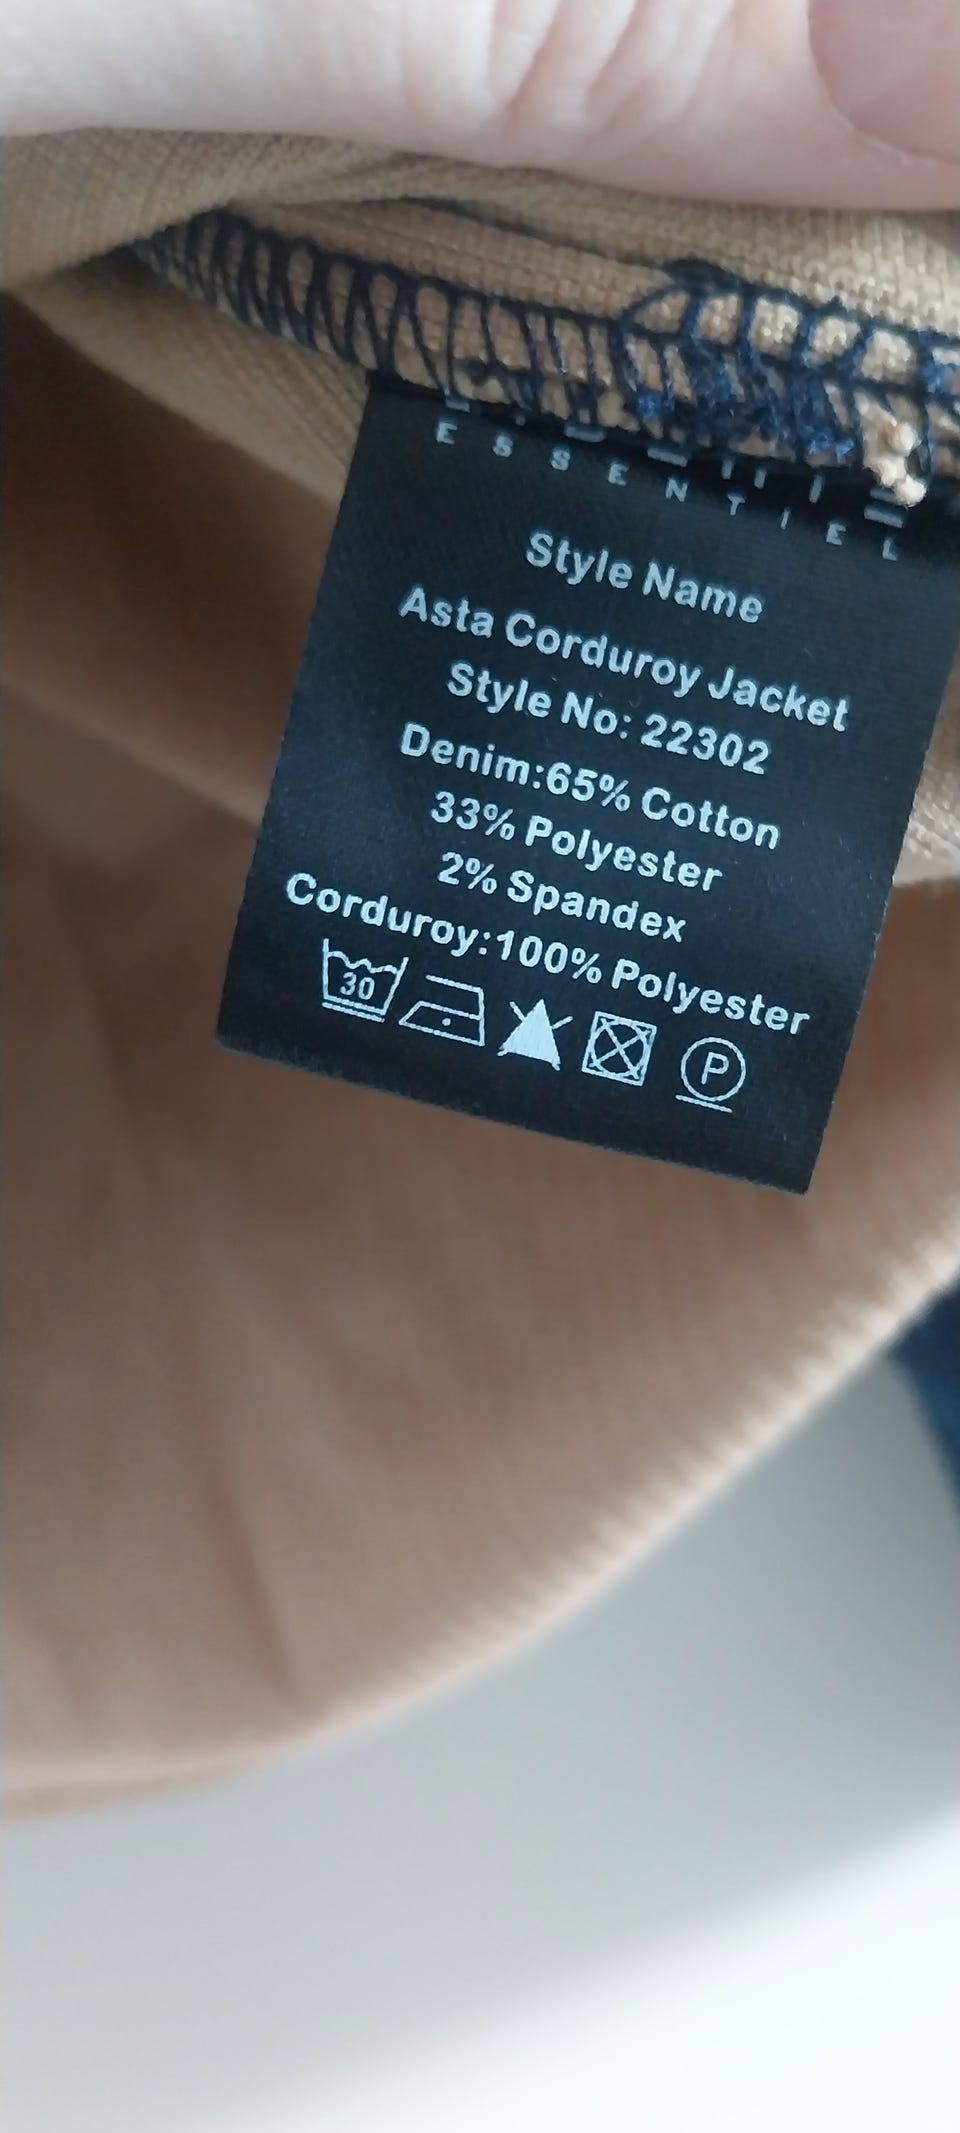 ESSENTIEL
Style Name
Asta Corduroy Jacket
Style No: 22302
Denim:65% Cotton
33% Polyester
2% Spandex
Corduroy:100% Polyester
30 P